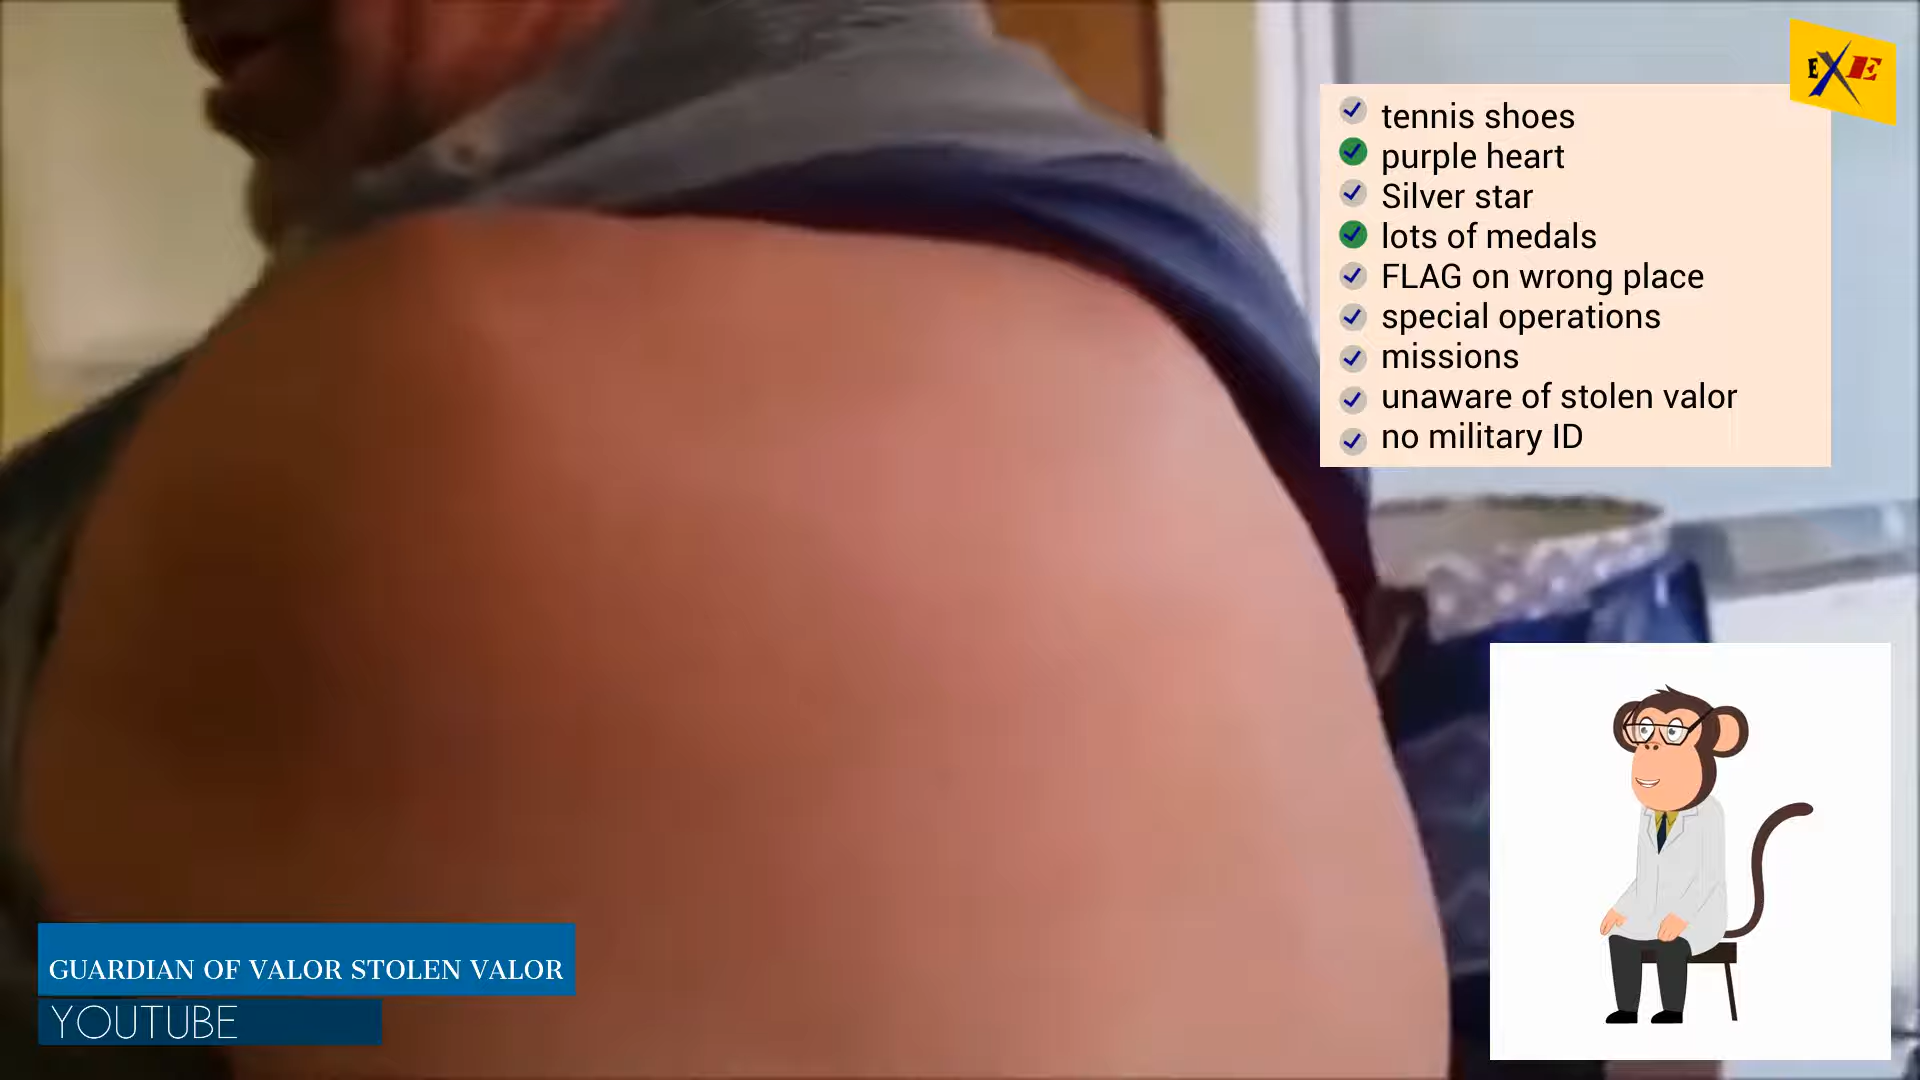 EXE
tennis shoes
purple heart
Silver star
lots of medals
FLAG on wrong place
special operations
missions
unaware of stolen valor
no military ID
GUARDIAN OF VALOR STOLEN VALOR
YOUTUBE